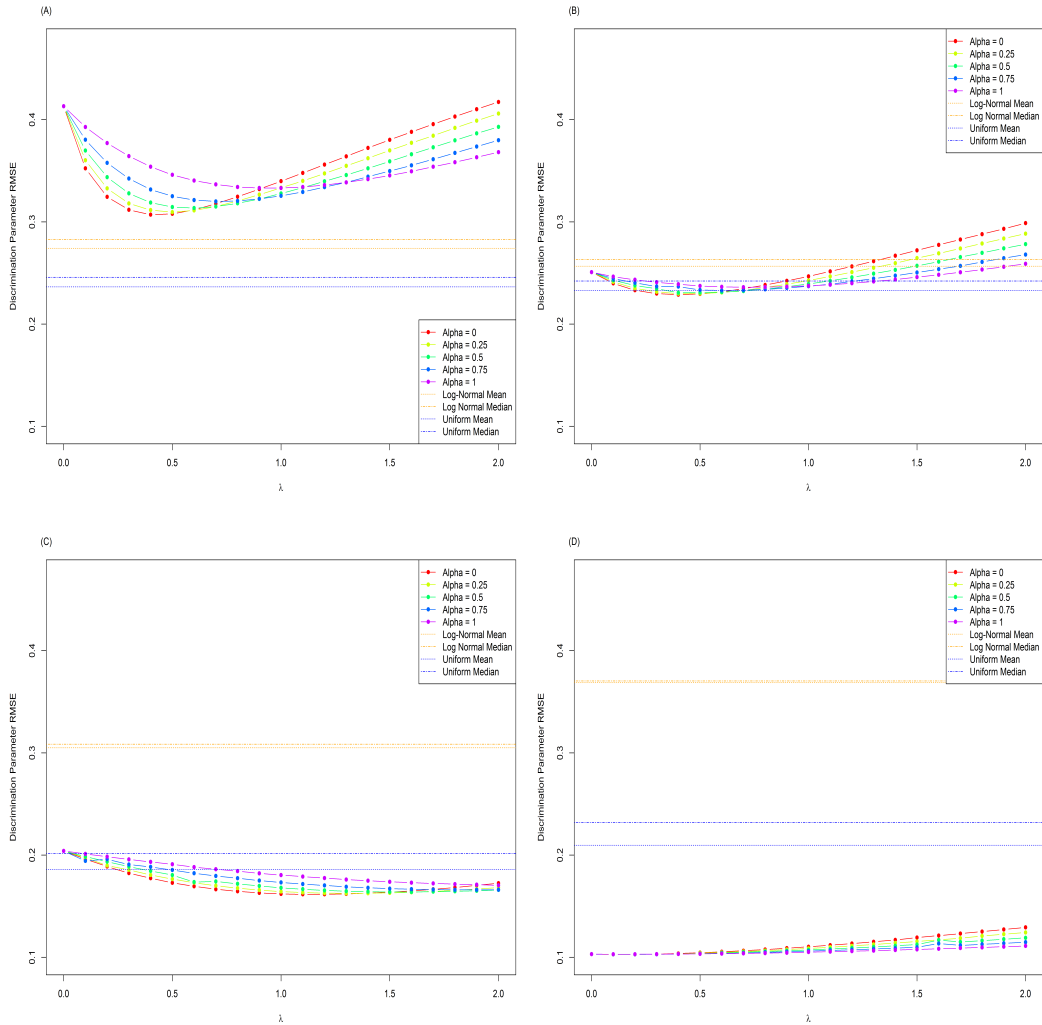 (A)
Discrimination Parameter RMSE
0.4
0.3
0.2
0.1
0.0
0.5
1.0
1.5
2.0
λ
Alpha = 0
Alpha = 0.25
Alpha = 0.5
Alpha = 0.75
Alpha = 1
Log-Normal Mean
Log Normal Median
Uniform Mean
Uniform Median
(B)
Discrimination Parameter RMSE
0.4
0.3
0.2
0.1
0.0
0.5
1.0
1.5
2.0
λ
Alpha = 0
Alpha = 0.25
Alpha = 0.5
Alpha = 0.75
Alpha = 1
Log-Normal Mean
Log Normal Median
Uniform Mean
Uniform Median
(C)
Discrimination Parameter RMSE
0.4
0.3
0.2
0.1
0.0
0.5
1.0
1.5
2.0
λ
Alpha = 0
Alpha = 0.25
Alpha = 0.5
Alpha = 0.75
Alpha = 1
Log-Normal Mean
Log Normal Median
Uniform Mean
Uniform Median
(D)
Discrimination Parameter RMSE
0.4
0.3
0.2
0.1
0.0
0.5
1.0
1.5
2.0
λ
Alpha = 0
Alpha = 0.25
Alpha = 0.5
Alpha = 0.75
Alpha = 1
Log-Normal Mean
Log Normal Median
Uniform Mean
Uniform Median